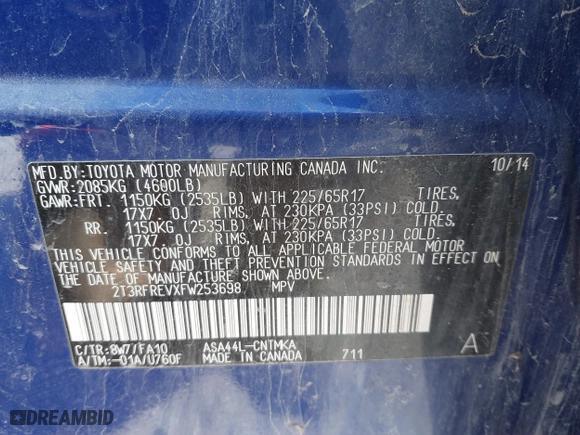 MFD.BY:TOYOTA MOTOR MANUFACTURING CANADA INC. 10/14
GVWR:2085KG (4600LB)
GAWR:FRT. 1150KG (2535LB) WITH 225/65R17 TIRES,
17X7 0J RIMS, AT 230KPA (33PSI) COLD.
RR. 1150KG (2535LB) WITH 225/65R17 TIRES,
17X7 0J RIMS, AT 230KPA (33PSI) COLD.
THIS VEHICLE CONFORMS TO ALL APPLICABLE FEDERAL MOTOR
VEHICLE SAFETY AND THEFT PREVENTION STANDARDS IN EFFECT ON
THE DATE OF MANUFACTURE SHOWN ABOVE.
2T3RFREVXFW253698 MPV
C/TR:8W7/FA10 ASA44L-CNTMKA
A/TM:-01A/U760F MADE IN CANADA 711 A
DREAMBID